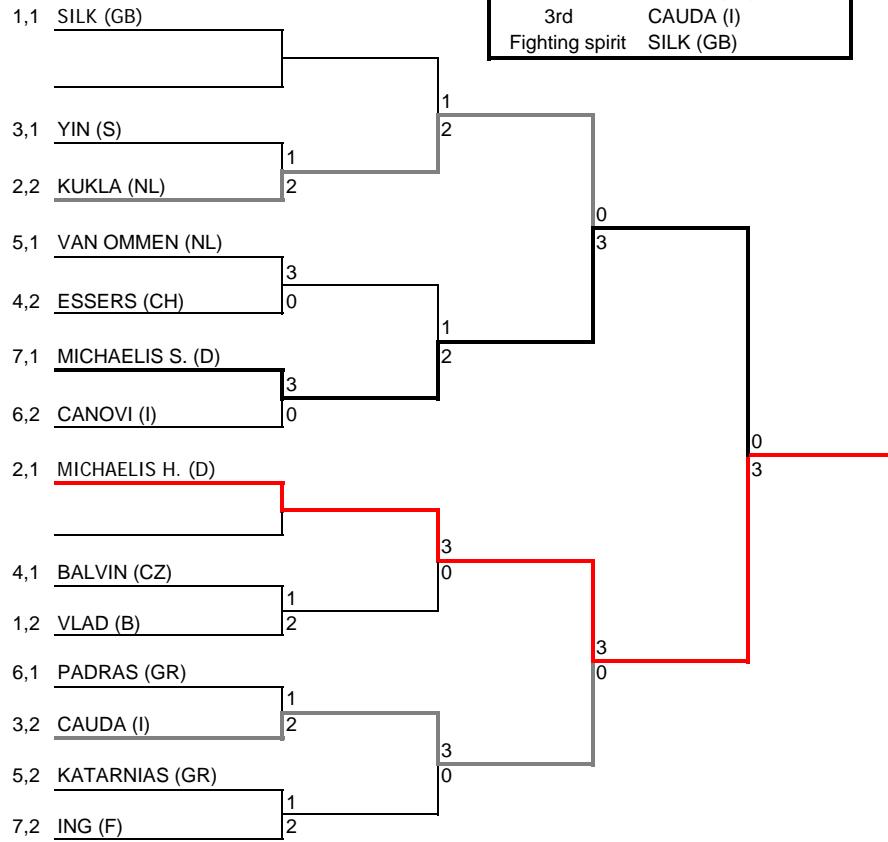 1,1 SILK (GB)
3rd CAUDA (I)
Fighting spirit SILK (GB)
1
2
3,1 YIN (S)
1
2
2,2 KUKLA (NL)
0
3
5,1 VAN OMMEN (NL)
3
0
4,2 ESSERS (CH)
1
2
7,1 MICHAELIS S. (D)
3
0
6,2 CANOVI (I)
0
3
2,1 MICHAELIS H. (D)
3
0
4,1 BALVIN (CZ)
1
2
1,2 VLAD (B)
3
0
6,1 PADRAS (GR)
1
2
3,2 CAUDA (I)
3
0
5,2 KATARNIAS (GR)
1
2
7,2 ING (F)